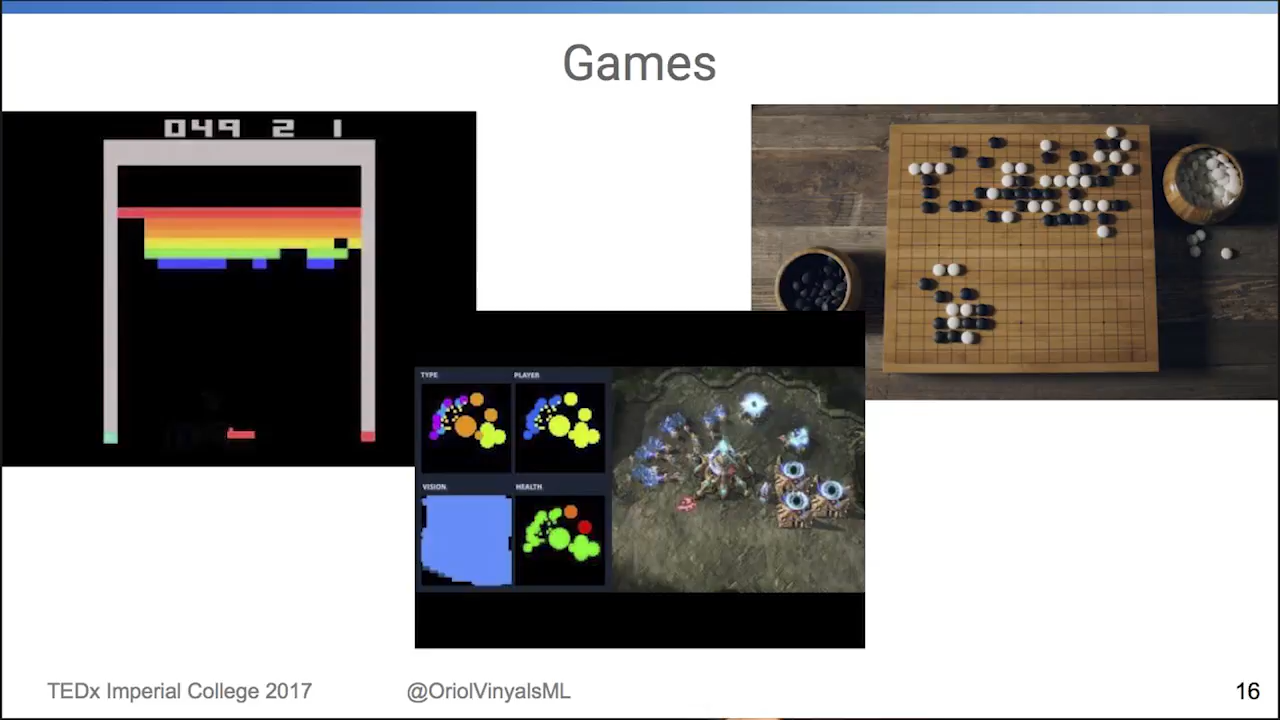 Games
049 2 1
TYPE
PLAYER
VISION
HEALTH
TEDx Imperial College 2017
@OriolVinyalsML
16